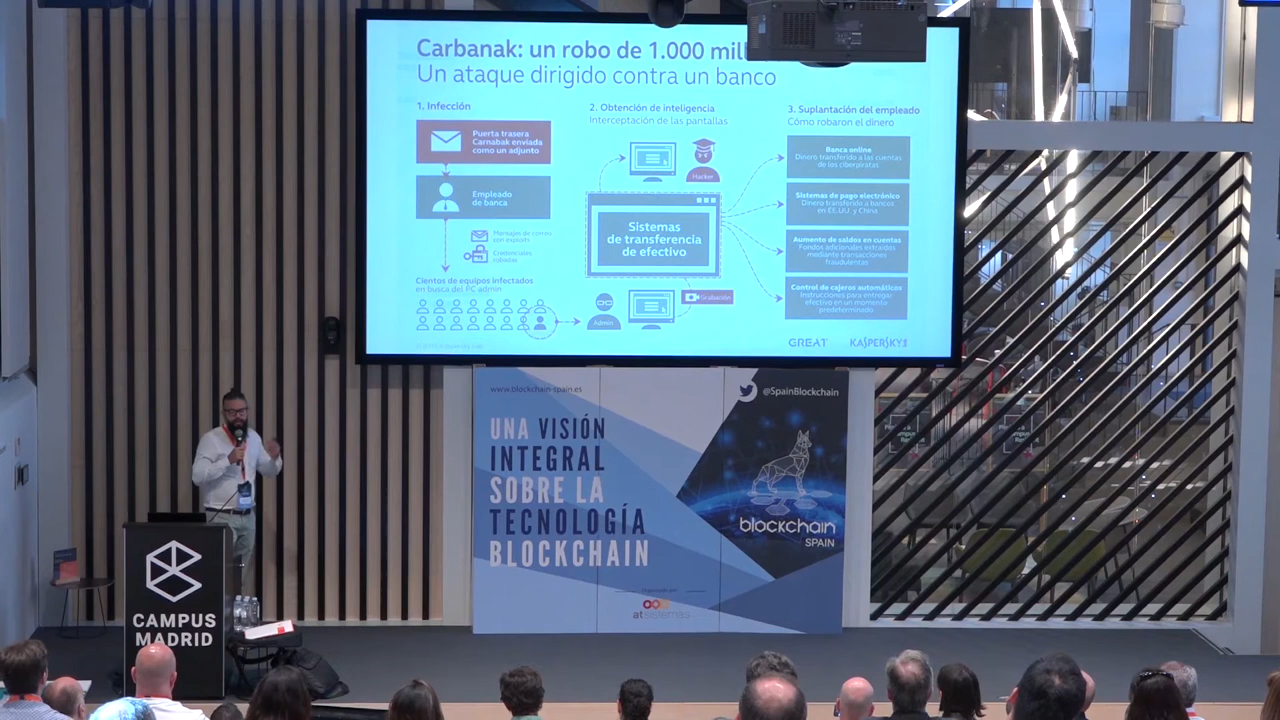 Carbanak: un robo de 1.000
Un ataque dirigido contra un banco
1. Infección
Puerta trasera
Carnabak enviada
como un adjunto
Empleado
de banca
Mensajes de correo
con exploits
Credenciales
robadas
Cientos de equipos infectados
en busca del PC admin
2. Obtención de inteligencia
Interceptación de las pantallas
Hacker
Sistemas
de transferencia
de efectivo
Admin
Grabación
3. Suplantación del empleado
Cómo robaron el dinero
Banca online
Dinero transferido a las cuentas
de los ciberpiratas
Sistemas de pago electrónico
Dinero transferido a bancos
en EE.UU. y China
Aumento de saldos en cuentas
Fondos adicionales extraídos
mediante transacciones
fraudulentas
Control de cajeros automáticos
Instrucciones para entregar
efectivo en un momento
predeterminado
GREAT KASPERSKY
www.blockchain-spain.es
@SpainBlockchain
UNA VISIÓN
INTEGRAL
SOBRE LA
TECNOLOGÍA
BLOCKCHAIN
blockchain
SPAIN
atsistemas
CAMPUS
MADRID